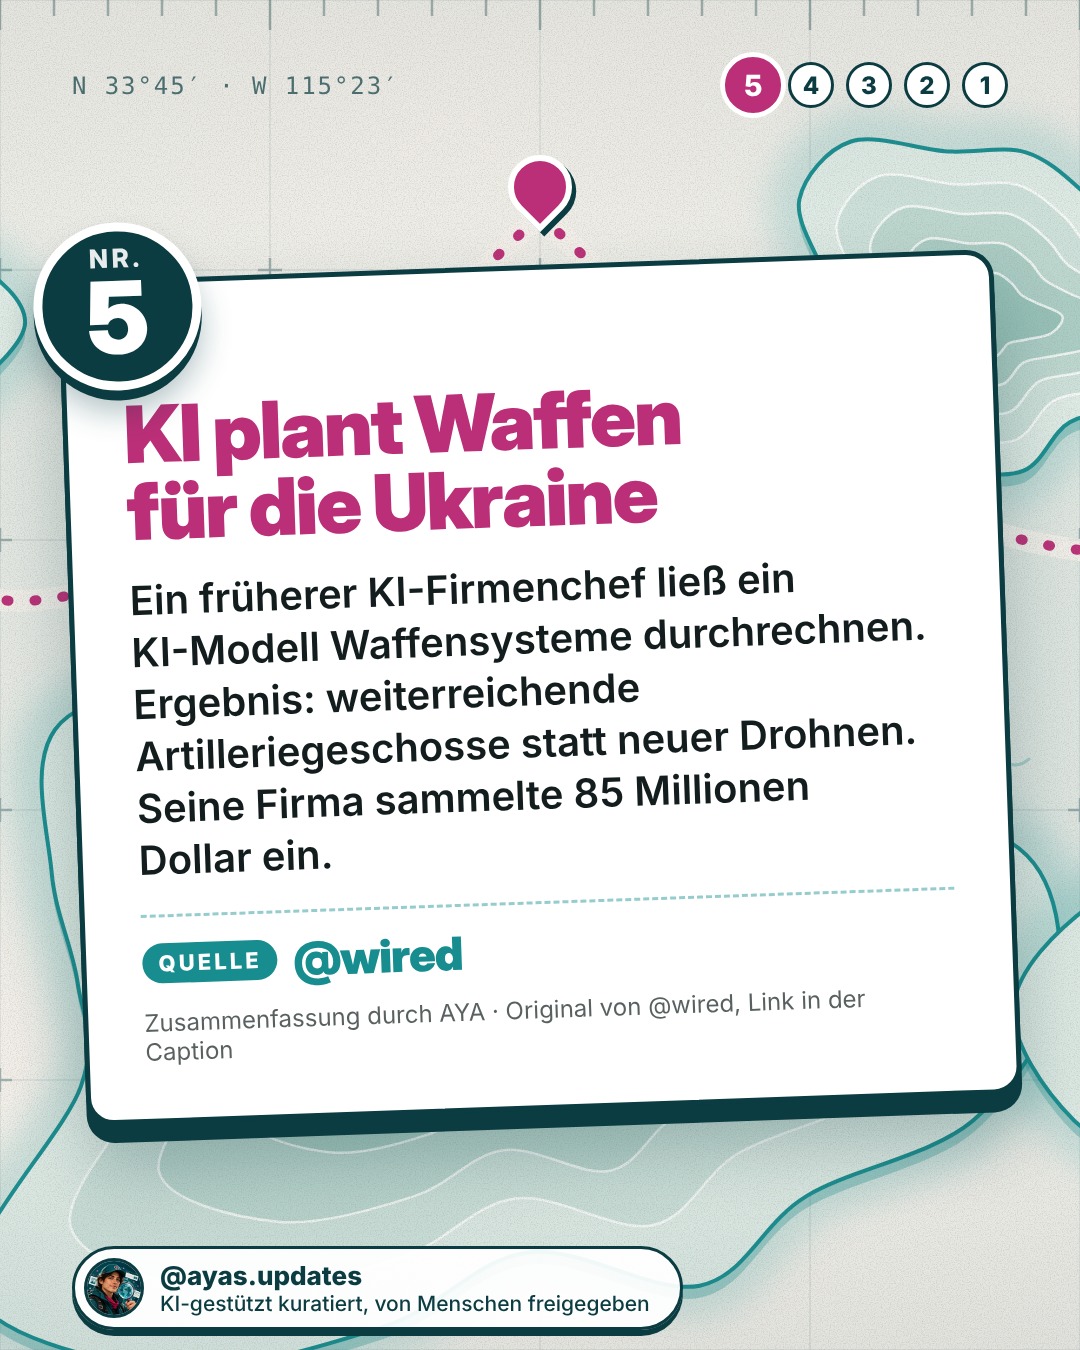 N 33°45′ · W 115°23′
5 4 3 2 1
NR.
5
KI plant Waffen
für die Ukraine
Ein früherer KI-Firmenchef ließ ein
KI-Modell Waffensysteme durchrechnen.
Ergebnis: weiterreichende
Artilleriegeschosse statt neuer Drohnen.
Seine Firma sammelte 85 Millionen
Dollar ein.
QUELLE @wired
Zusammenfassung durch AYA · Original von @wired, Link in der
Caption
@ayas.updates
KI-gestützt kuratiert, von Menschen freigegeben